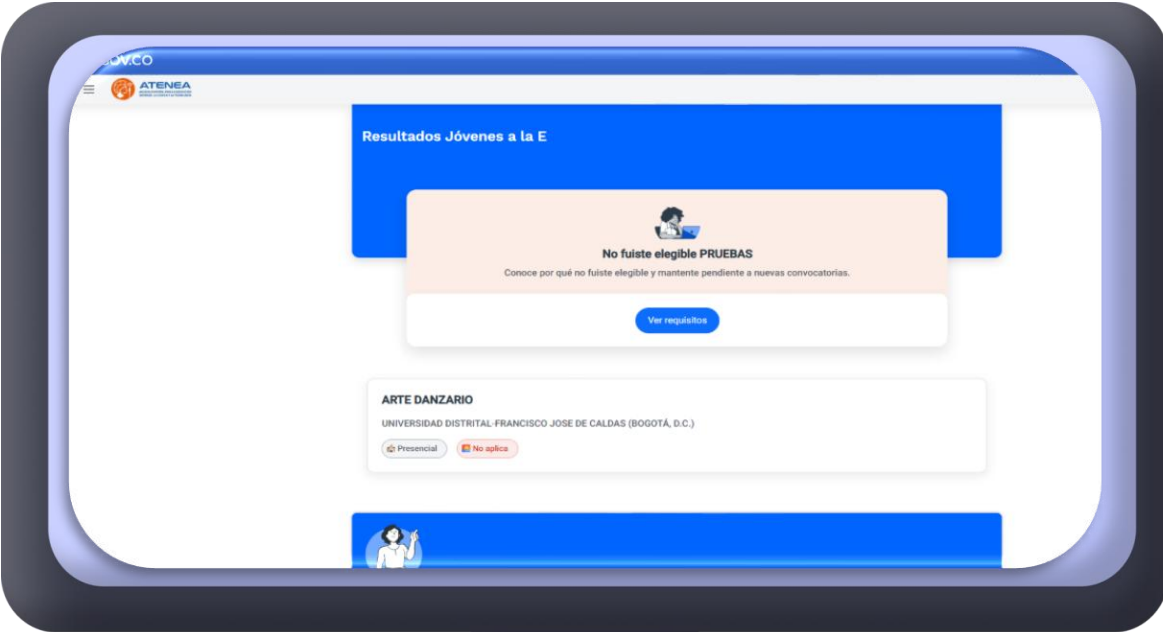 OV.CO
ATENEA
Resultados Jóvenes a la E
No fuiste elegible PRUEBAS
Conoce por qué no fuiste elegible y mantente pendiente a nuevas convocatorias.
Ver requisitos
ARTE DANZARIO
UNIVERSIDAD DISTRITAL-FRANCISCO JOSE DE CALDAS (BOGOTÁ, D.C.)
Presencial No aplica